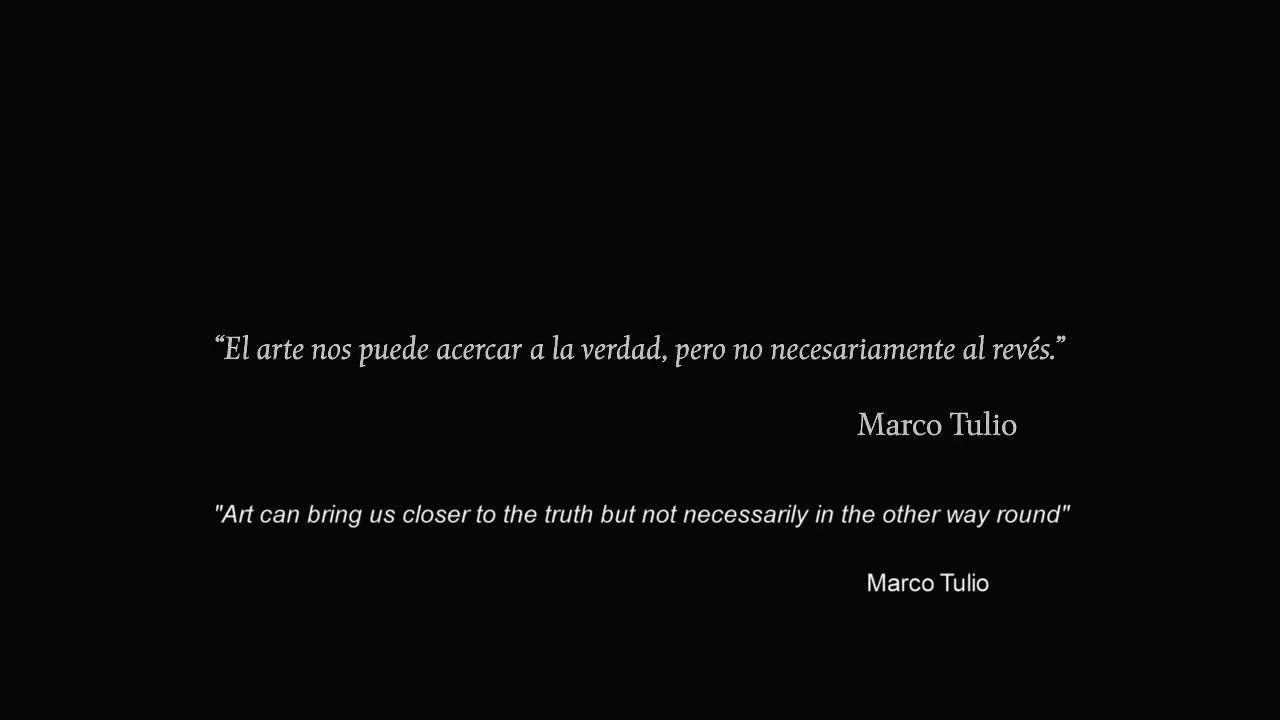 “El arte nos puede acercar a la verdad, pero no necesariamente al revés.”
Marco Tulio
"Art can bring us closer to the truth but not necessarily in the other way round"
Marco Tulio